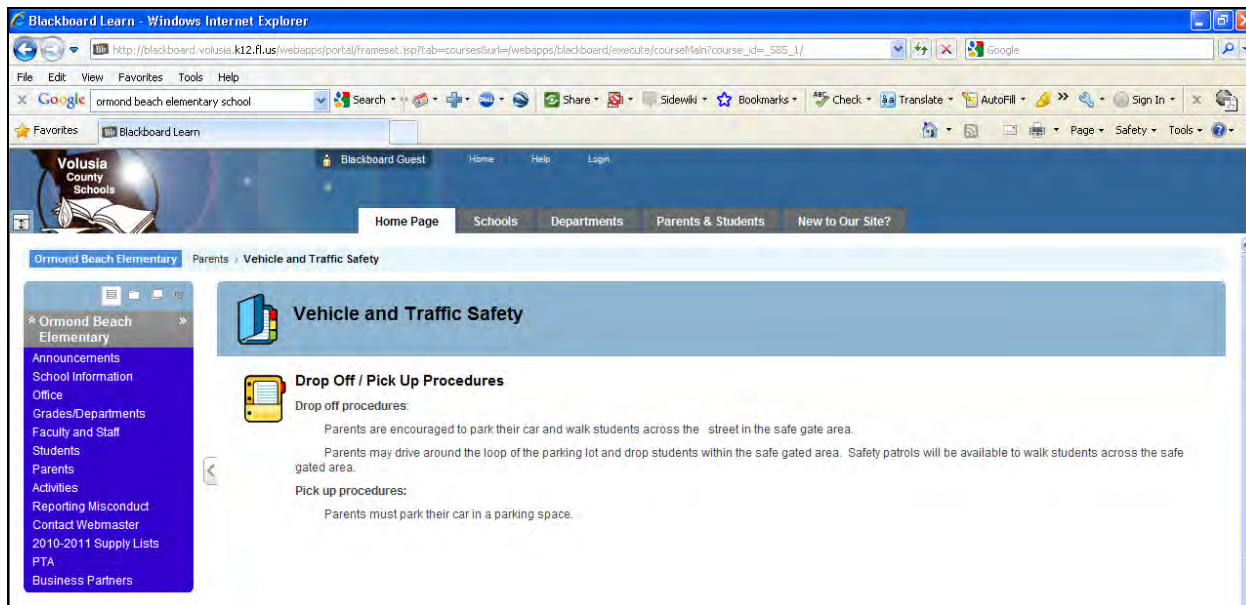 Blackboard Learn - Windows Internet Explorer
http://blackboard.volusia.k12.fl.us/webapps/portal/frameset.jsp?tab=courses&url=/webapps/blackboard/execute/courseMain?course_id=_585_1/
Google
File Edit View Favorites Tools Help
x Google ormond beach elementary school Search Share Sidewiki Bookmarks Check Translate AutoFill >> Sign In x
Favorites Blackboard Learn Page Safety Tools
Volusia
County
Schools
Blackboard Guest Home Help Login
Home Page Schools Departments Parents & Students New to Our Site?
Ormond Beach Elementary Parents / Vehicle and Traffic Safety
Ormond Beach
Elementary
Announcements
School Information
Office
Grades/Departments
Faculty and Staff
Students
Parents
Activities
Reporting Misconduct
Contact Webmaster
2010-2011 Supply Lists
PTA
Business Partners
Vehicle and Traffic Safety
Drop Off / Pick Up Procedures
Drop off procedures:
Parents are encouraged to park their car and walk students across the street in the safe gate area.
Parents may drive around the loop of the parking lot and drop students within the safe gated area. Safety patrols will be available to walk students across the safe
gated area.
Pick up procedures:
Parents must park their car in a parking space.